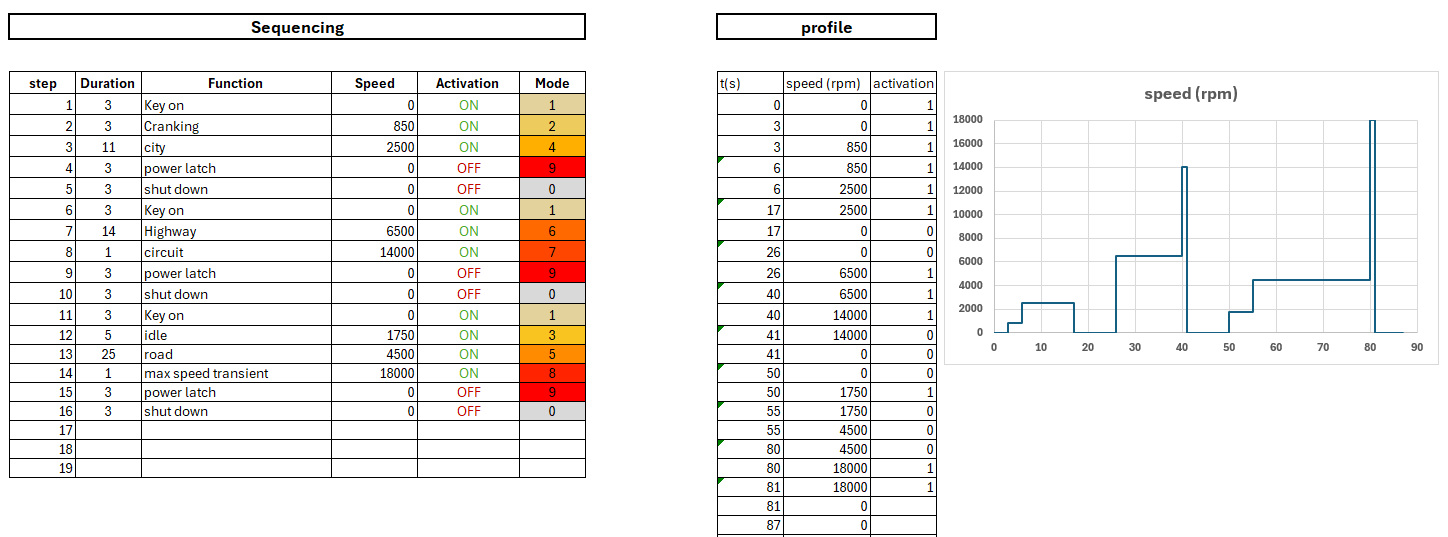 Sequencing
profile
step Duration Function Speed Activation Mode
1 3 Key on 0 ON 1
2 3 Cranking 850 ON 2
3 11 city 2500 ON 4
4 3 power latch 0 OFF 9
5 3 shut down 0 OFF 0
6 3 Key on 0 ON 1
7 14 Highway 6500 ON 6
8 1 circuit 14000 ON 7
9 3 power latch 0 OFF 9
10 3 shut down 0 OFF 0
11 3 Key on 0 ON 1
12 5 idle 1750 ON 3
13 25 road 4500 ON 5
14 1 max speed transient 18000 ON 8
15 3 power latch 0 OFF 9
16 3 shut down 0 OFF 0
17
18
19
t(s) speed (rpm) activation
0 0 1
3 0 1
3 850 1
6 850 1
6 2500 1
17 2500 1
17 0 0
26 0 0
26 6500 1
40 6500 1
40 14000 1
41 14000 0
41 0 0
50 0 0
50 1750 1
55 1750 0
55 4500 0
80 4500 0
80 18000 1
81 18000 1
81 0
87 0
speed (rpm)
18000
16000
14000
12000
10000
8000
6000
4000
2000
0
0 10 20 30 40 50 60 70 80 90